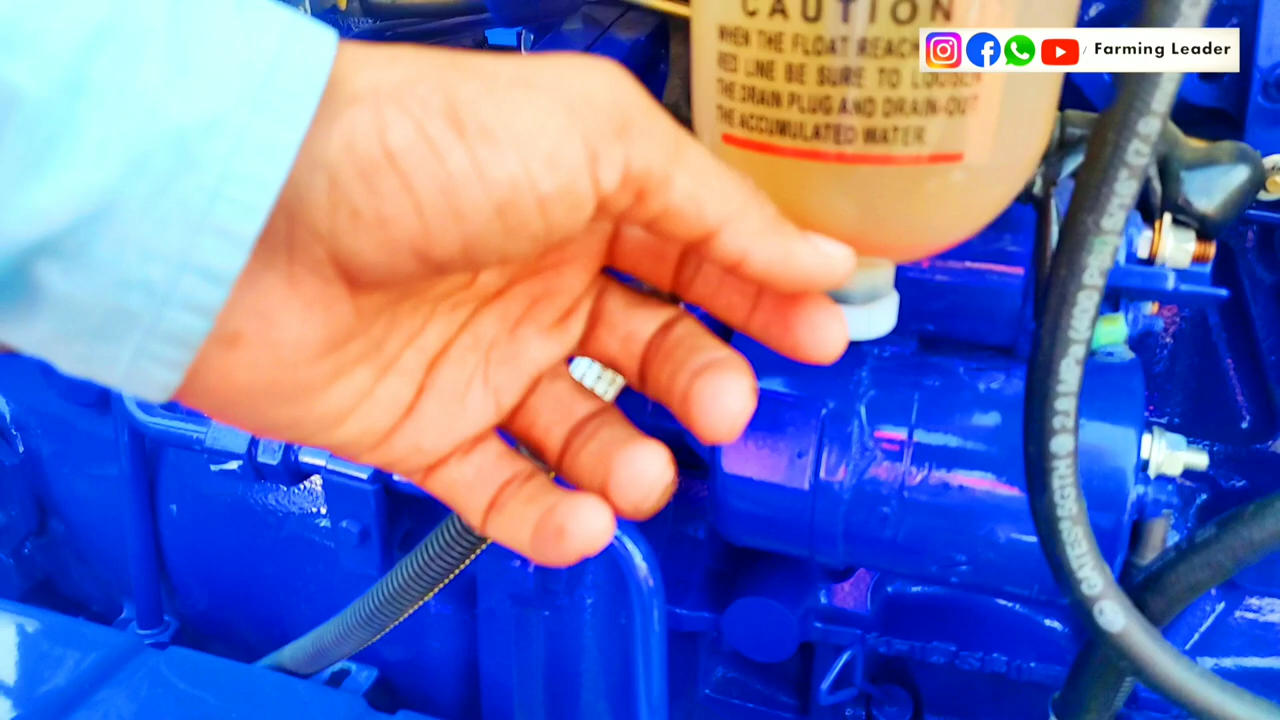 CAUTION
WHEN THE FLOAT REACH
RED LINE BE SURE TO LOOSEN
THE DRAIN PLUG AND DRAIN-OUT
THE ACCUMULATED WATER.
/ Farming Leader
GATES